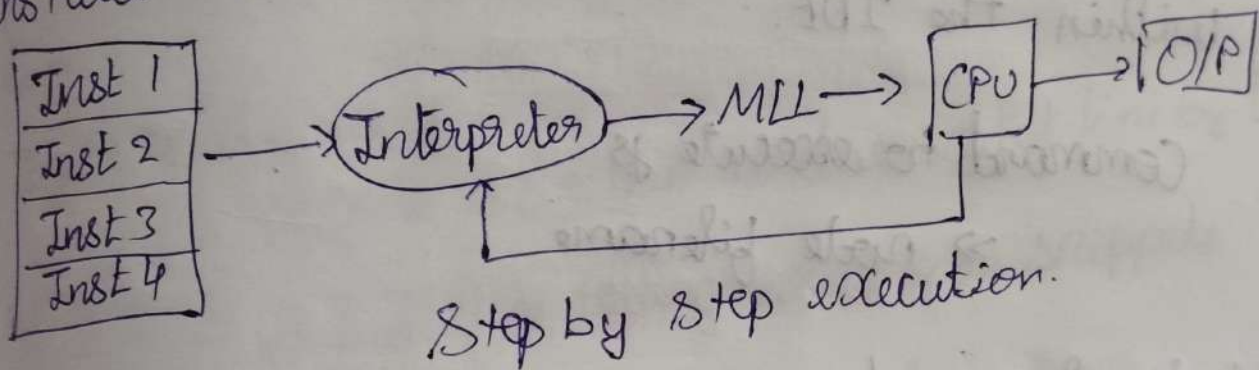 Inst 1
Inst 2
Inst 3
Inst 4
Interpreter
MLL
CPU
O/P
Step by step execution.